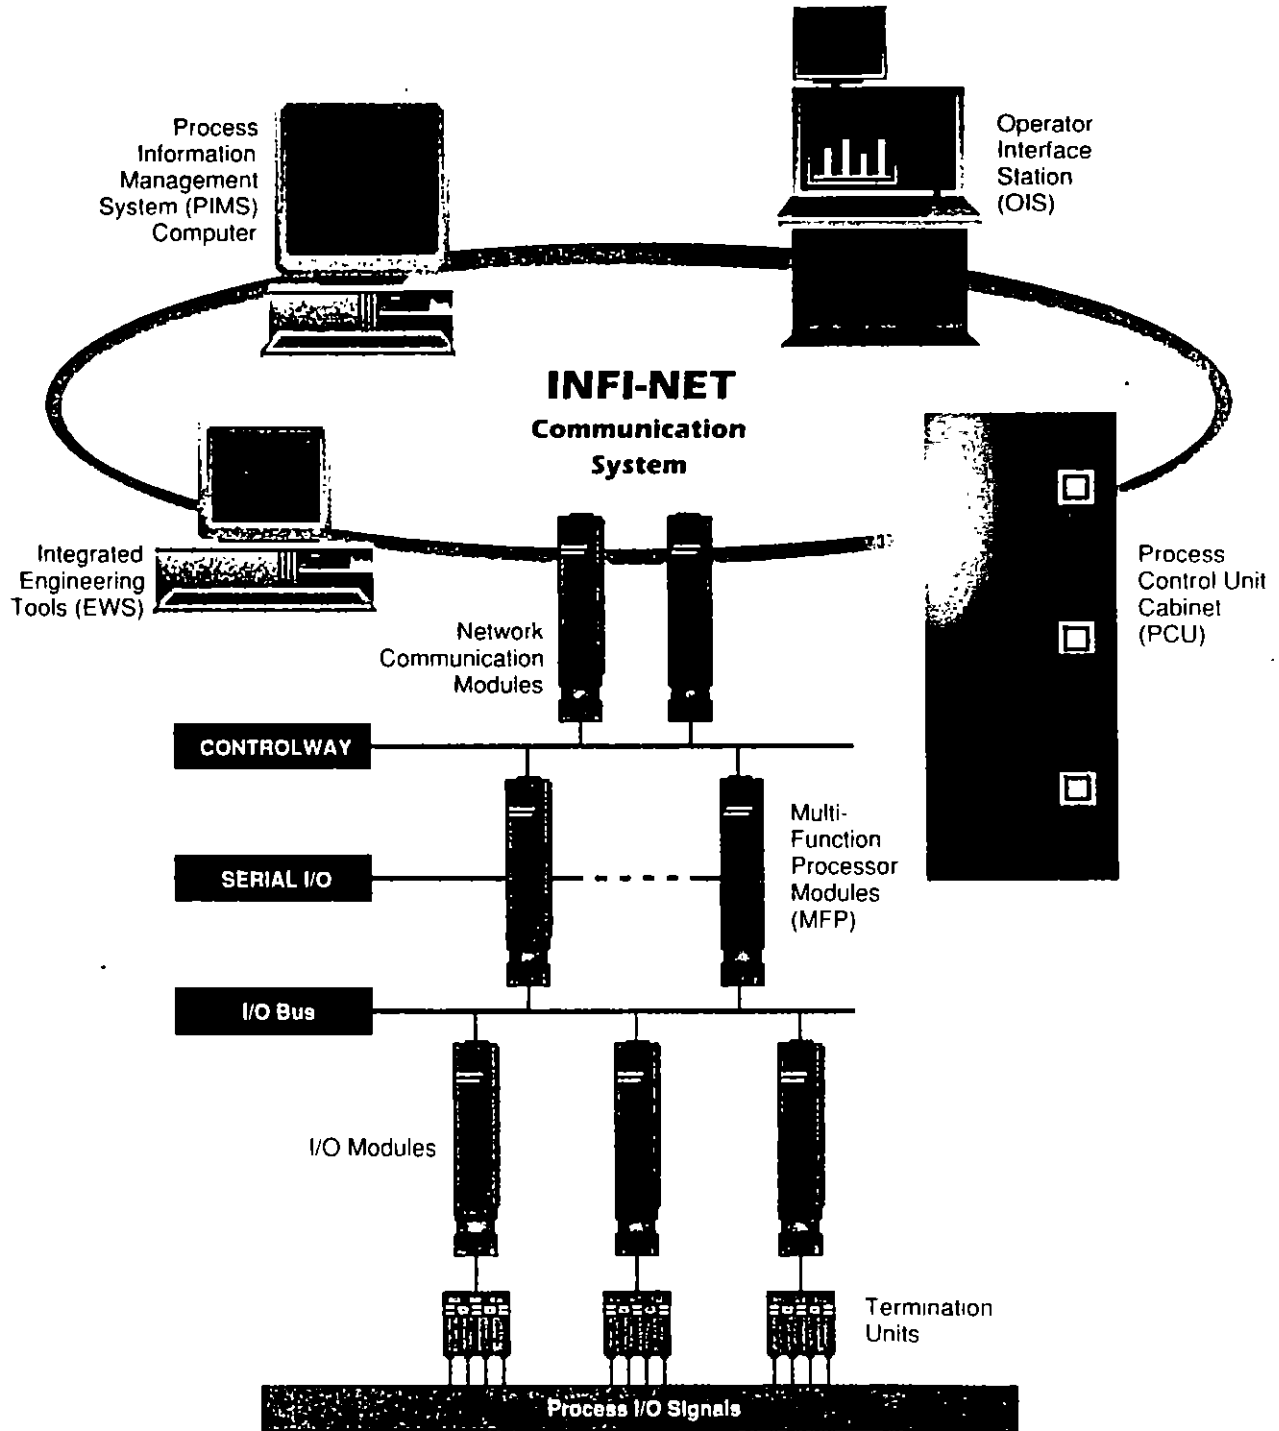 Process
Information
Management
System (PIMS)
Computer
Operator
Interface
Station
(OIS)
INFI-NET
Communication
System
Integrated
Engineering
Tools (EWS)
Process
Control Unit
Cabinet
(PCU)
Network
Communication
Modules
CONTROLWAY
Multi-
Function
Processor
Modules
(MFP)
SERIAL I/O
I/O Bus
I/O Modules
Termination
Units
Process I/O Signals